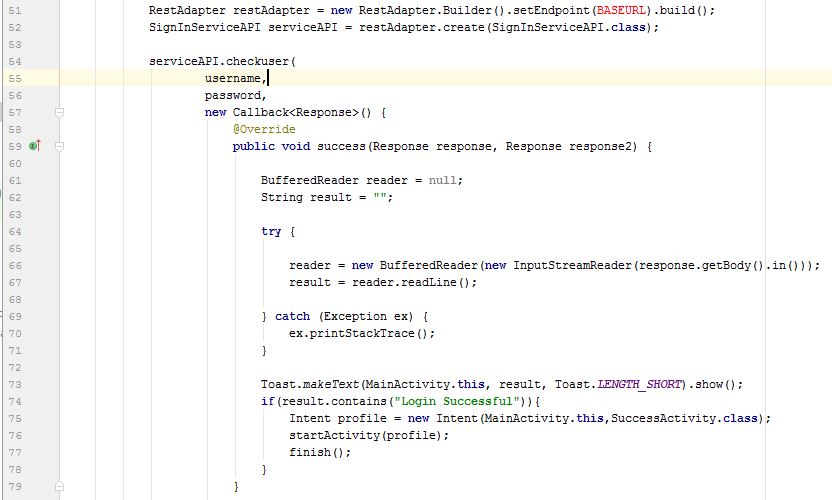 51 RestAdapter restAdapter = new RestAdapter.Builder().setEndpoint(BASEURL).build();
52 SignInServiceAPI serviceAPI = restAdapter.create(SignInServiceAPI.class);
53
54 serviceAPI.checkuser(
55 username,
56 password,
57 new Callback<Response>() {
58 @Override
59 public void success(Response response, Response response2) {
60
61 BufferedReader reader = null;
62 String result = "";
63
64 try {
65
66 reader = new BufferedReader(new InputStreamReader(response.getBody().in()));
67 result = reader.readLine();
68
69 } catch (Exception ex) {
70 ex.printStackTrace();
71 }
72
73 Toast.makeText(MainActivity.this, result, Toast.LENGTH_SHORT).show();
74 if(result.contains("Login Successful")){
75 Intent profile = new Intent(MainActivity.this,SuccessActivity.class);
76 startActivity(profile);
77 finish();
78 }
79 }